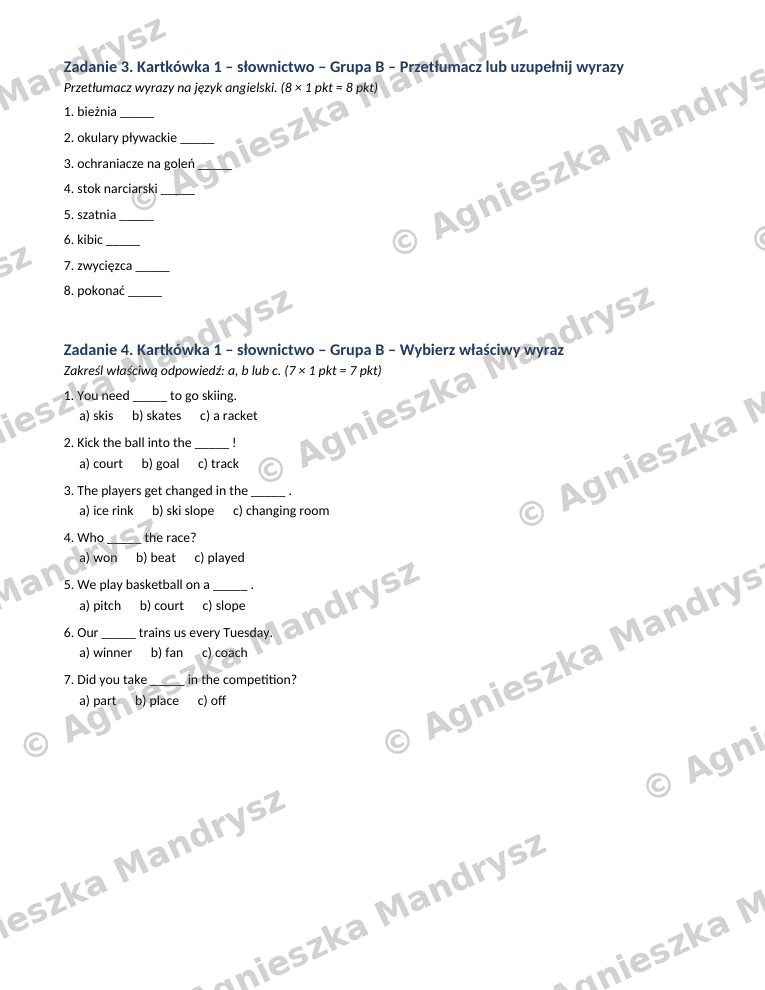 Zadanie 3. Kartkówka 1 – słownictwo – Grupa B – Przetłumacz lub uzupełnij wyrazy
Przetłumacz wyrazy na język angielski. (8 × 1 pkt = 8 pkt)
1. bieżnia _____
2. okulary pływackie _____
3. ochraniacze na goleń _____
4. stok narciarski _____
5. szatnia _____
6. kibic _____
7. zwycięzca _____
8. pokonać _____
Zadanie 4. Kartkówka 1 – słownictwo – Grupa B – Wybierz właściwy wyraz
Zakreśl właściwą odpowiedź: a, b lub c. (7 × 1 pkt = 7 pkt)
1. You need _____ to go skiing.
a) skis b) skates c) a racket
2. Kick the ball into the _____ !
a) court b) goal c) track
3. The players get changed in the _____ .
a) ice rink b) ski slope c) changing room
4. Who _____ the race?
a) won b) beat c) played
5. We play basketball on a _____ .
a) pitch b) court c) slope
6. Our _____ trains us every Tuesday.
a) winner b) fan c) coach
7. Did you take _____ in the competition?
a) part b) place c) off
© Agnieszka Mandrysz